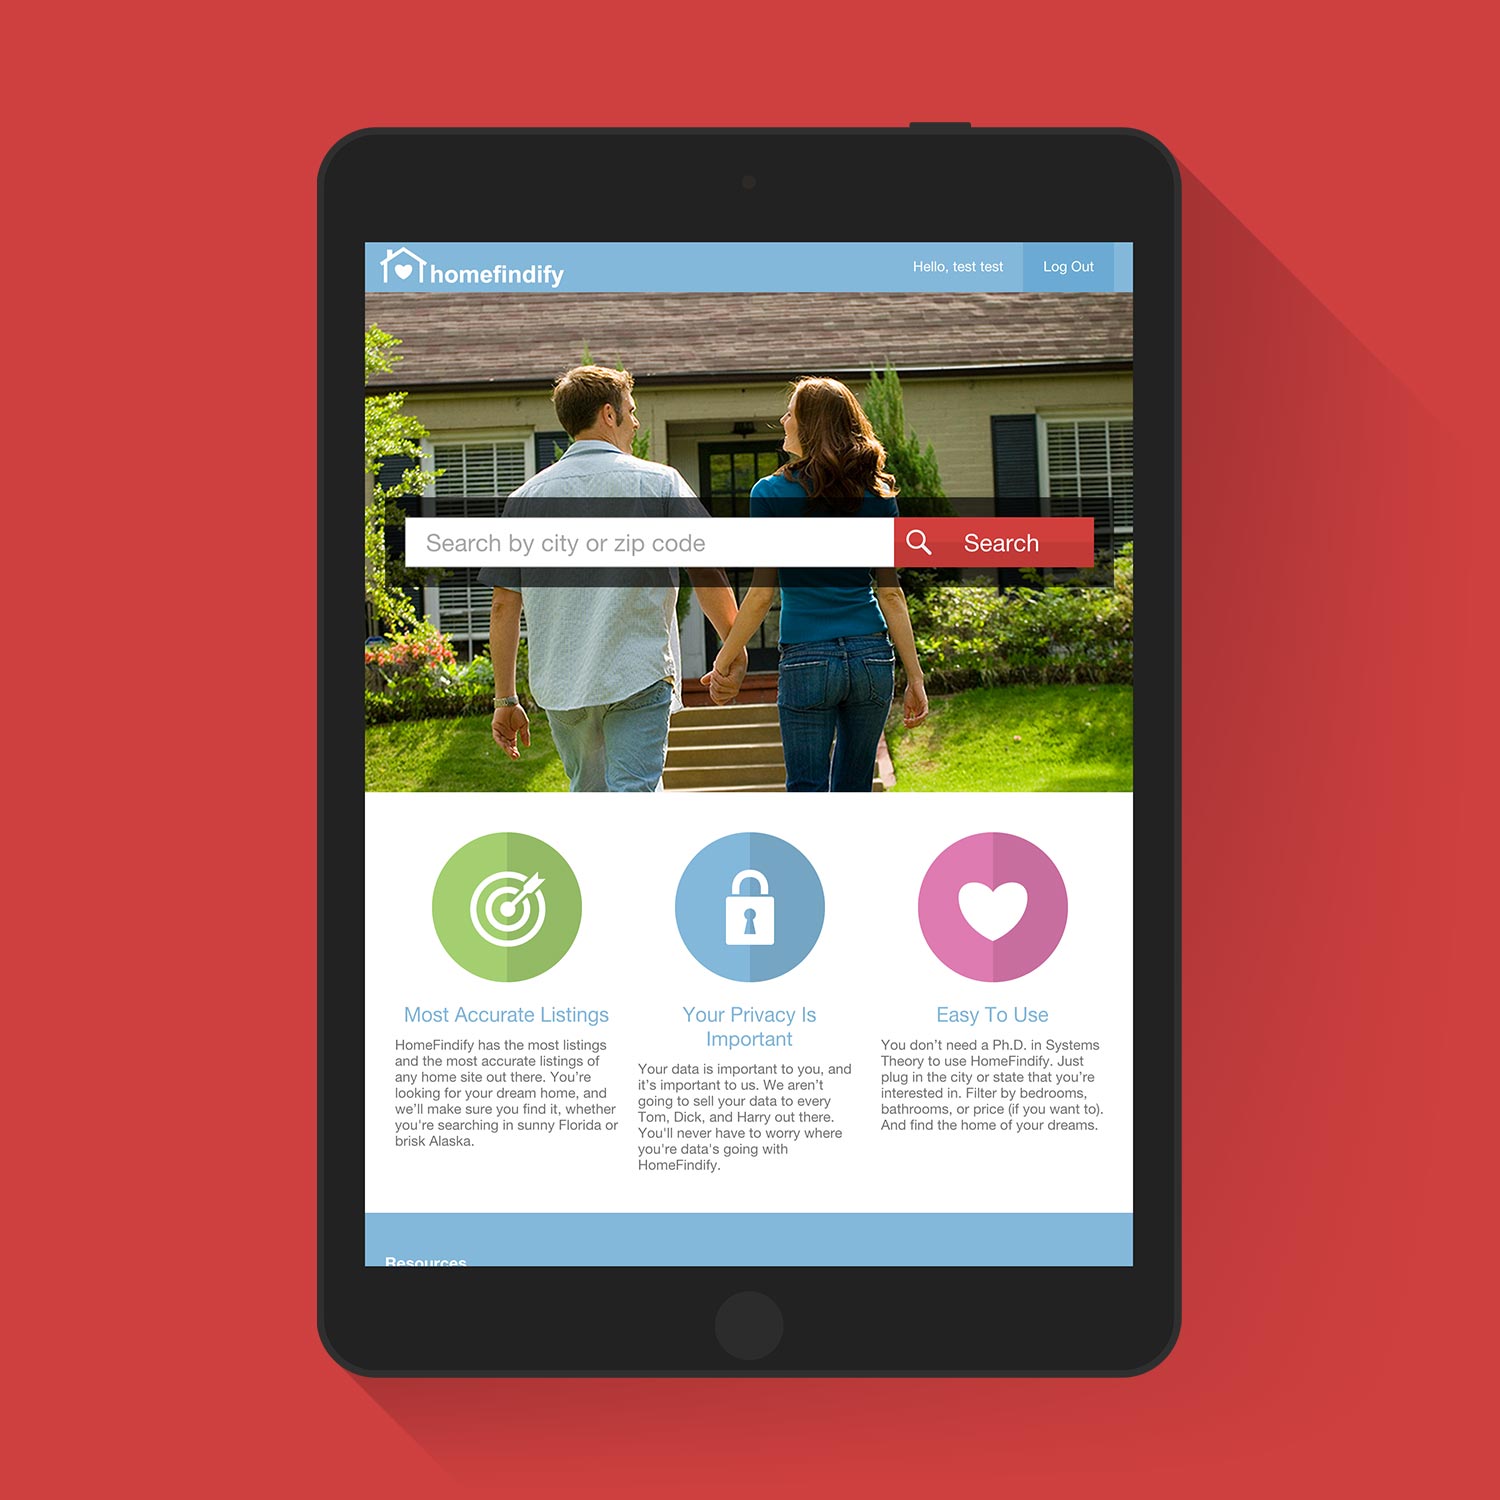 homefindify
Hello, test test
Log Out
Search by city or zip code
Search
Most Accurate Listings
HomeFindify has the most listings
and the most accurate listings of
any home site out there. You’re
looking for your dream home, and
we’ll make sure you find it, whether
you're searching in sunny Florida or
brisk Alaska.
Your Privacy Is
Important
Your data is important to you, and
it’s important to us. We aren’t
going to sell your data to every
Tom, Dick, and Harry out there.
You'll never have to worry where
you're data's going with
HomeFindify.
Easy To Use
You don’t need a Ph.D. in Systems
Theory to use HomeFindify. Just
plug in the city or state that you’re
interested in. Filter by bedrooms,
bathrooms, or price (if you want to).
And find the home of your dreams.
Resources